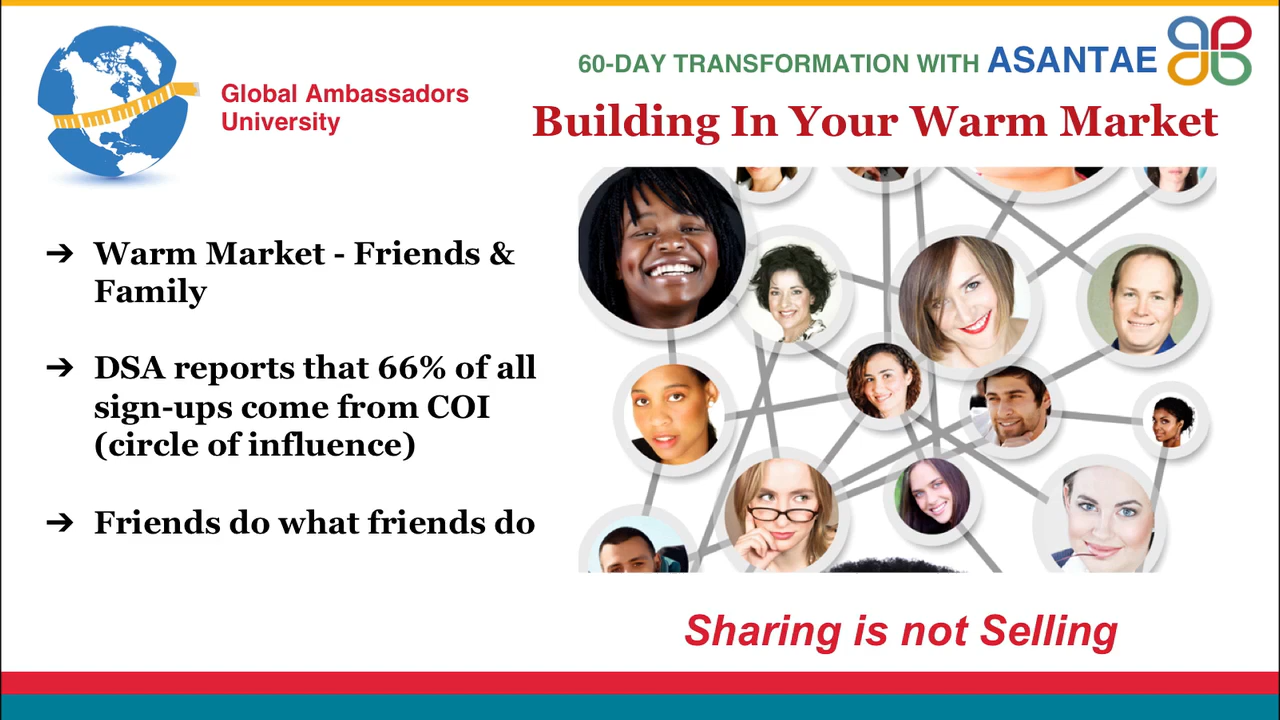 Global Ambassadors
University
60-DAY TRANSFORMATION WITH ASANTAE
Building In Your Warm Market
➔ Warm Market - Friends &
Family
➔ DSA reports that 66% of all
sign-ups come from COI
(circle of influence)
➔ Friends do what friends do
Sharing is not Selling